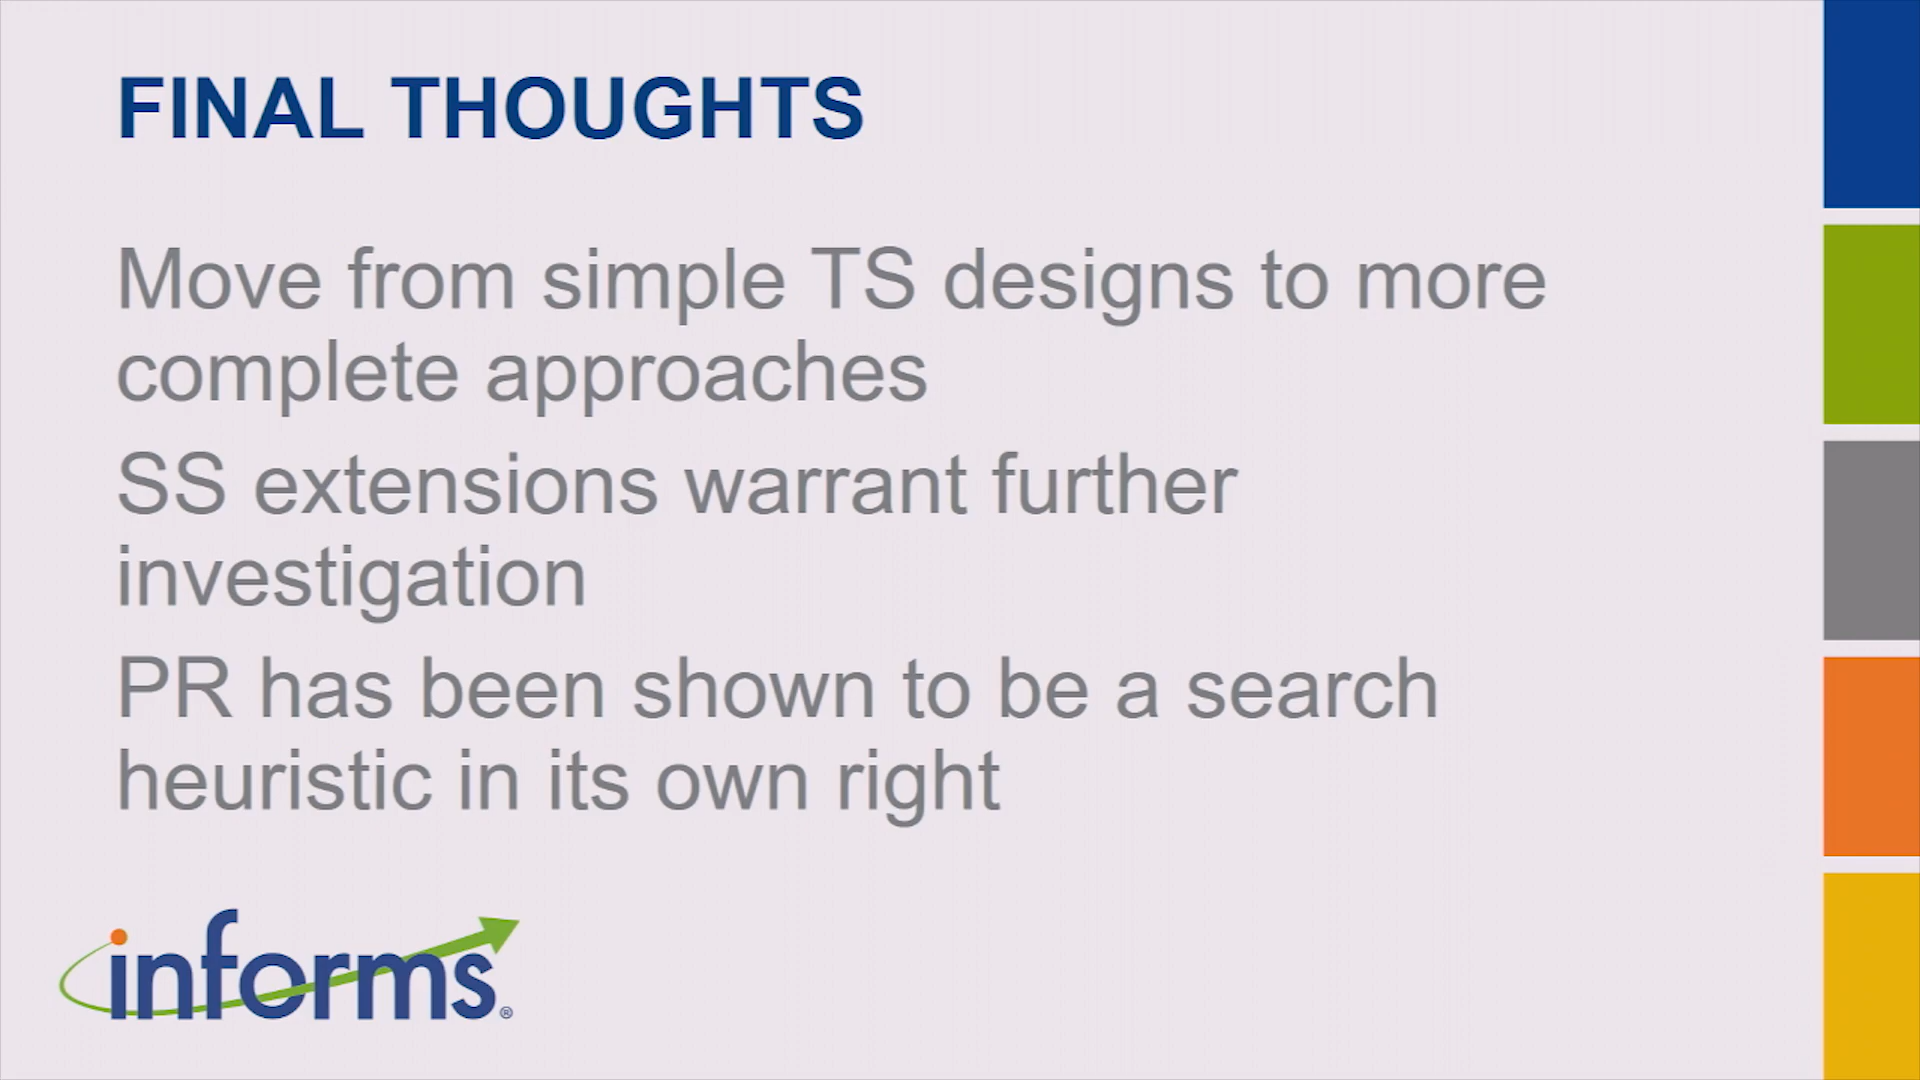 FINAL THOUGHTS
Move from simple TS designs to more
complete approaches
SS extensions warrant further
investigation
PR has been shown to be a search
heuristic in its own right
informs®